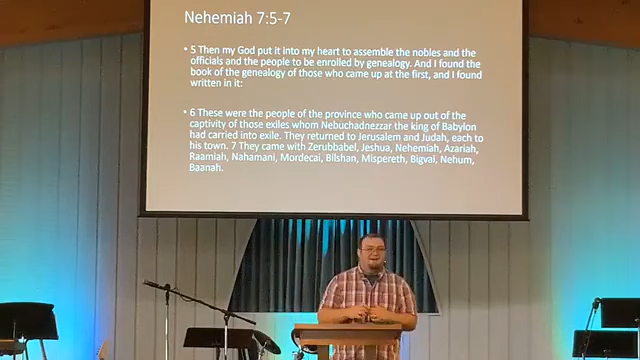 Nehemiah 7:5-7
• 5 Then my God put it into my heart to assemble the nobles and the
officials and the people to be enrolled by genealogy. And I found the
book of the genealogy of those who came up at the first, and I found
written in it:
• 6 These were the people of the province who came up out of the
captivity of those exiles whom Nebuchadnezzar the king of Babylon
had carried into exile. They returned to Jerusalem and Judah, each to
his town. 7 They came with Zerubbabel, Jeshua, Nehemiah, Azariah,
Raamiah, Nahamani, Mordecai, Bilshan, Mispereth, Bigvai, Nehum,
Baanah.